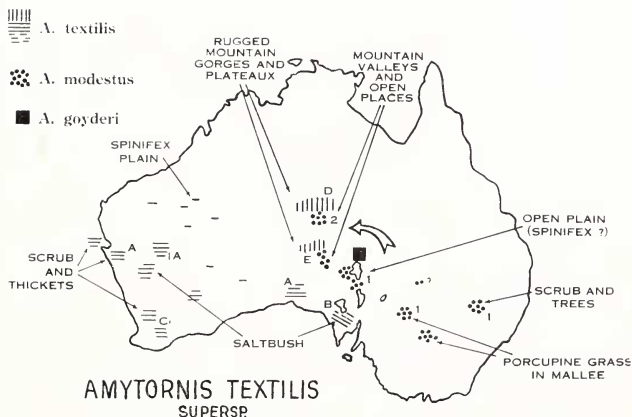 A. textilis
A. modestus
A. goyderi
RUGGED
MOUNTAIN
GORGES AND
PLATEAUX
MOUNTAIN
VALLEYS
AND
OPEN
PLACES
SPINIFEX
PLAIN
D
2
E
OPEN PLAIN
(SPINIFEX ?)
SCRUB
AND
THICKETS
A
A
A
B
C
1
?
1
1
SCRUB AND
TREES
SALTBUSH
PORCUPINE GRASS
IN MALLEE
AMYTORNIS TEXTILIS
SUPERSP.